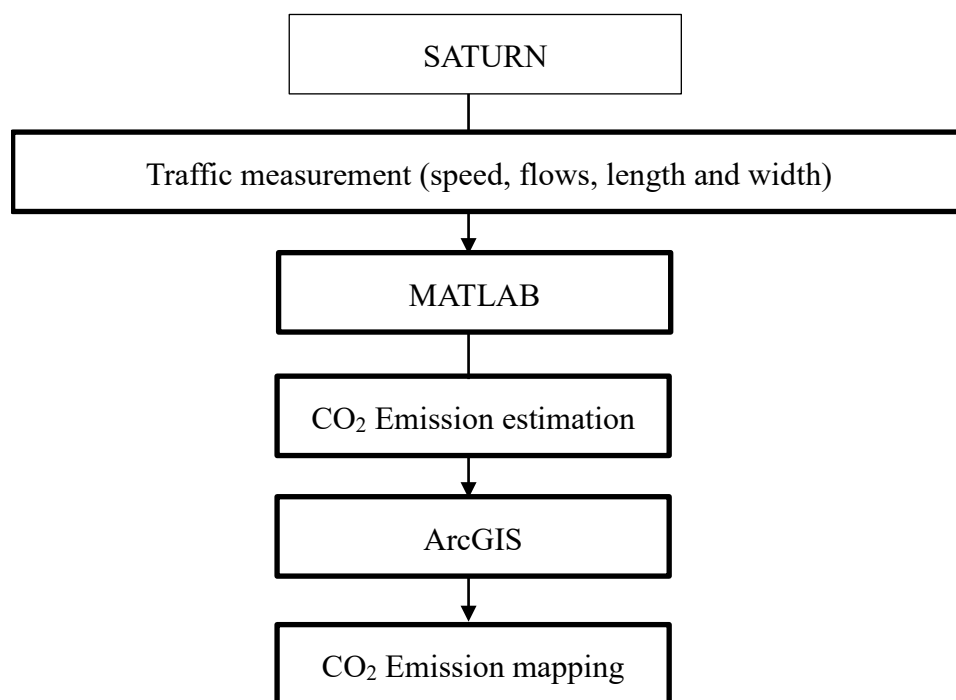 SATURN
Traffic measurement (speed, flows, length and width)
MATLAB
CO₂ Emission estimation
ArcGIS
CO₂ Emission mapping